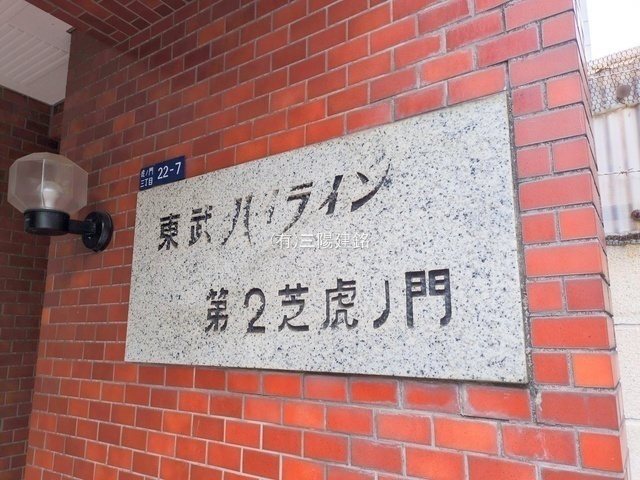 虎ノ門
三丁目
22-7
東武ハイライン
第2芝虎ノ門
(有)三陽建銘